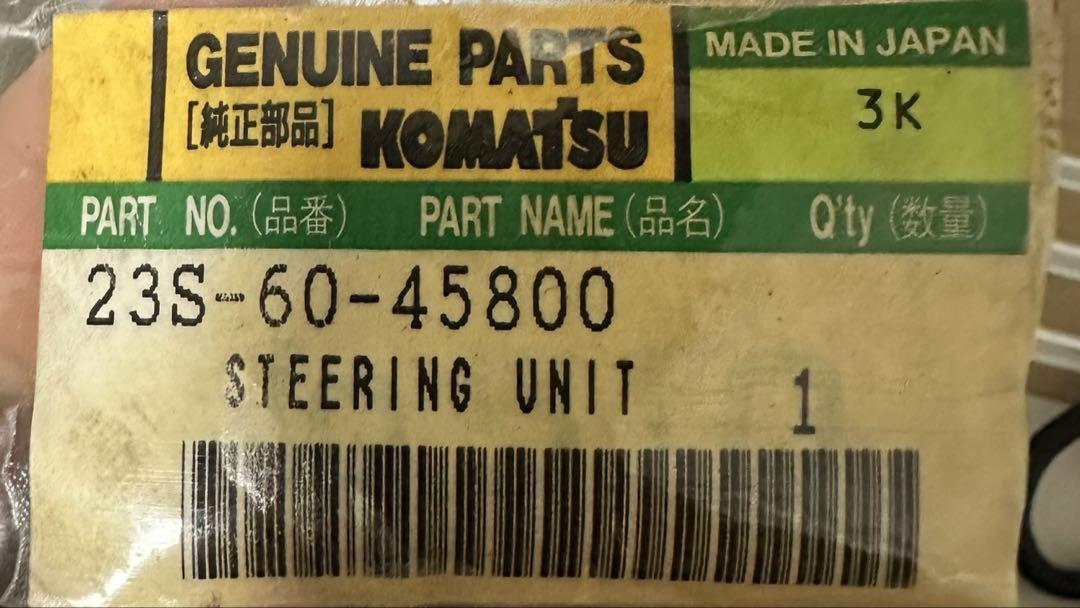 GENUINE PARTS
[純正部品] KOMATSU
MADE IN JAPAN
3K
PART NO. (品番) PART NAME (品名) Q'ty (数量)
23S-60-45800
STEERING UNIT 1